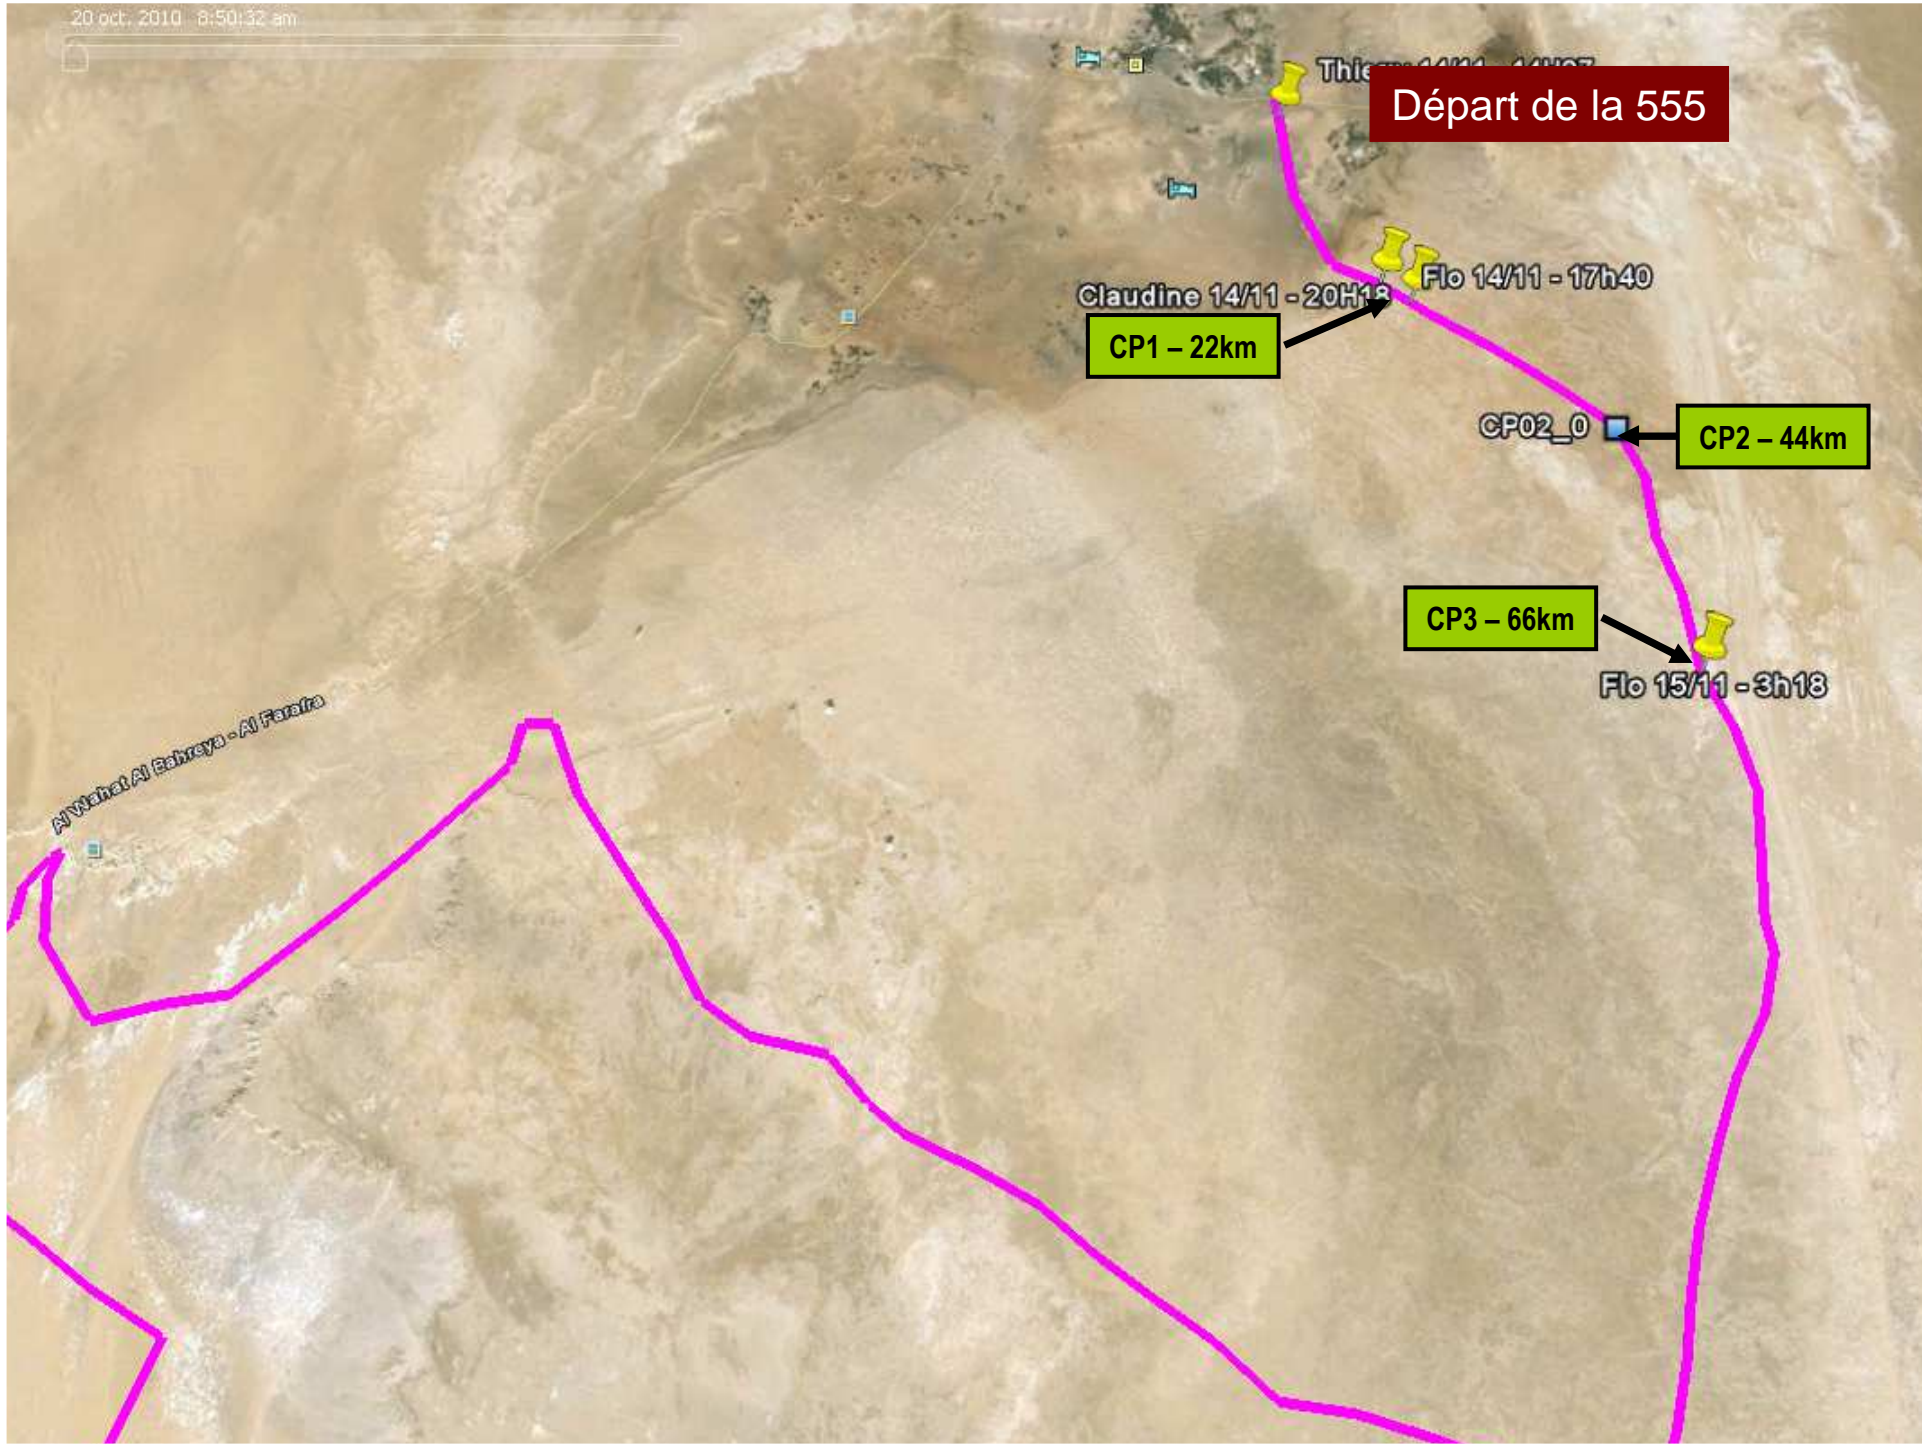 20 oct. 2010 8:50:32 am
Départ de la 555
Flo 14/11 - 17h40
Claudine 14/11 - 20H18
CP1 – 22km
CP02_0
CP2 – 44km
CP3 – 66km
Flo 15/11 - 3h18
Al Wahat Al Bahreya - Al Farafra